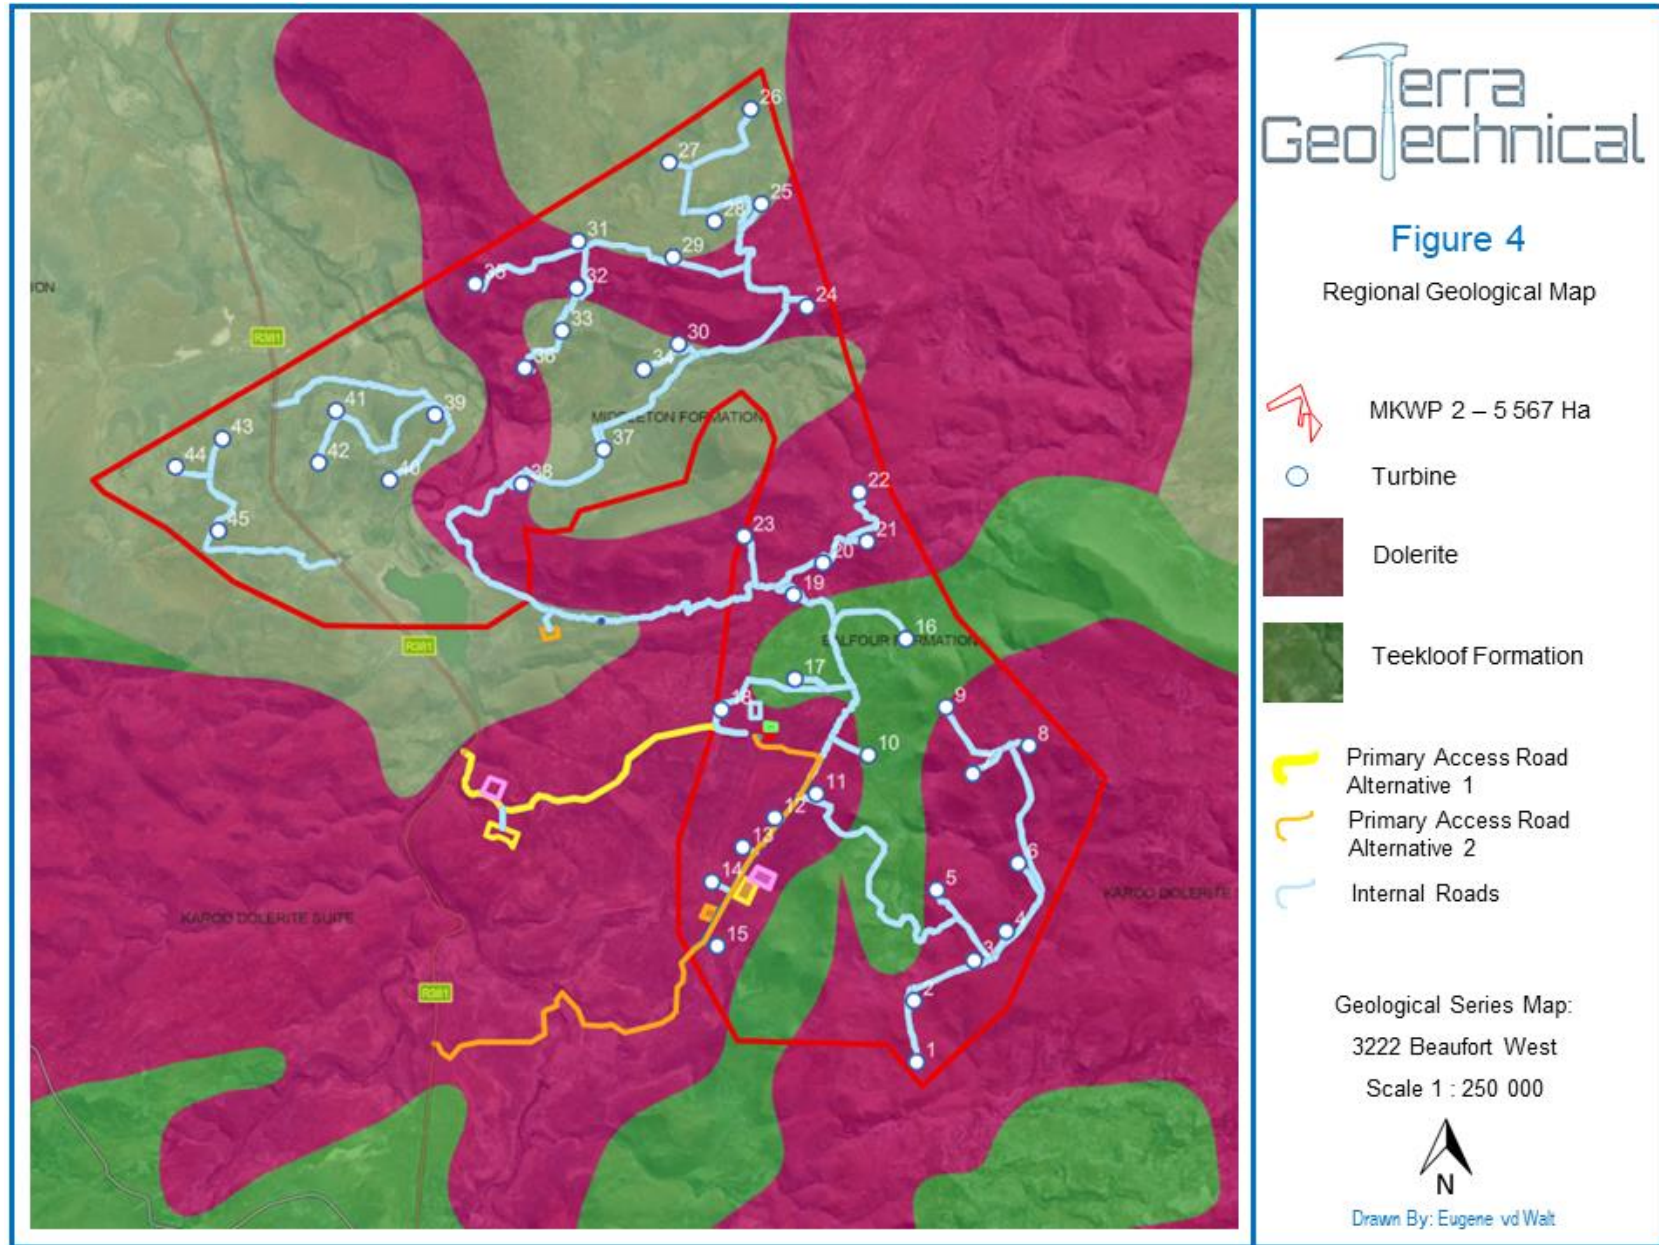 Terra
GeoTechnical
Figure 4
Regional Geological Map
MKWP 2 – 5 567 Ha
Turbine
Dolerite
Teekloof Formation
Primary Access Road
Alternative 1
Primary Access Road
Alternative 2
Internal Roads
Geological Series Map:
3222 Beaufort West
Scale 1 : 250 000
N
Drawn By: Eugene vd Walt
26
27
25
28
31
29
35
32
24
33
30
36
34
ION
R381
41
39
MIDDLETON FORMATION
43
37
44
42
40
38
22
45
23
21
20
19
16
R381
BALFOUR FORMATION
17
18
9
8
10
11
12
13
6
14
5
KAROO DOLERITE SUITE
KAROO DOLERITE
4
15
3
R381
2
1